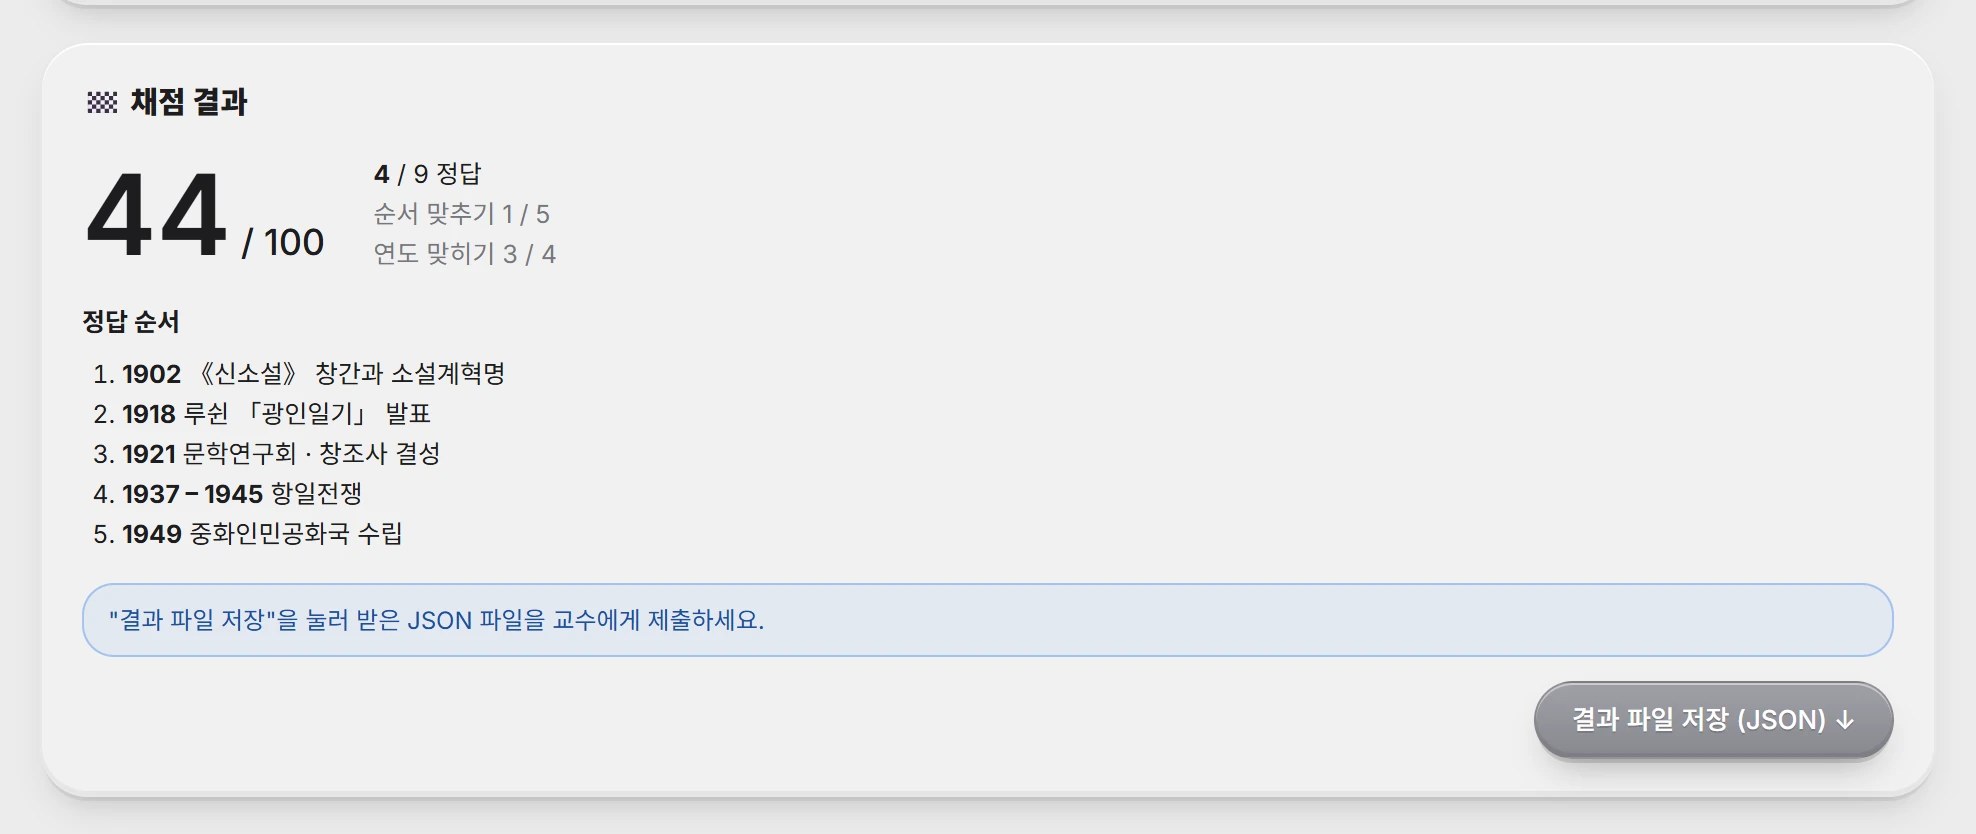 채점 결과
44 / 100
4 / 9 정답
순서 맞추기 1 / 5
연도 맞히기 3 / 4
정답 순서
1. 1902 《신소설》 창간과 소설계혁명
2. 1918 루쉰 「광인일기」 발표
3. 1921 문학연구회 · 창조사 결성
4. 1937–1945 항일전쟁
5. 1949 중화인민공화국 수립
"결과 파일 저장"을 눌러 받은 JSON 파일을 교수에게 제출하세요.
결과 파일 저장 (JSON) ↓